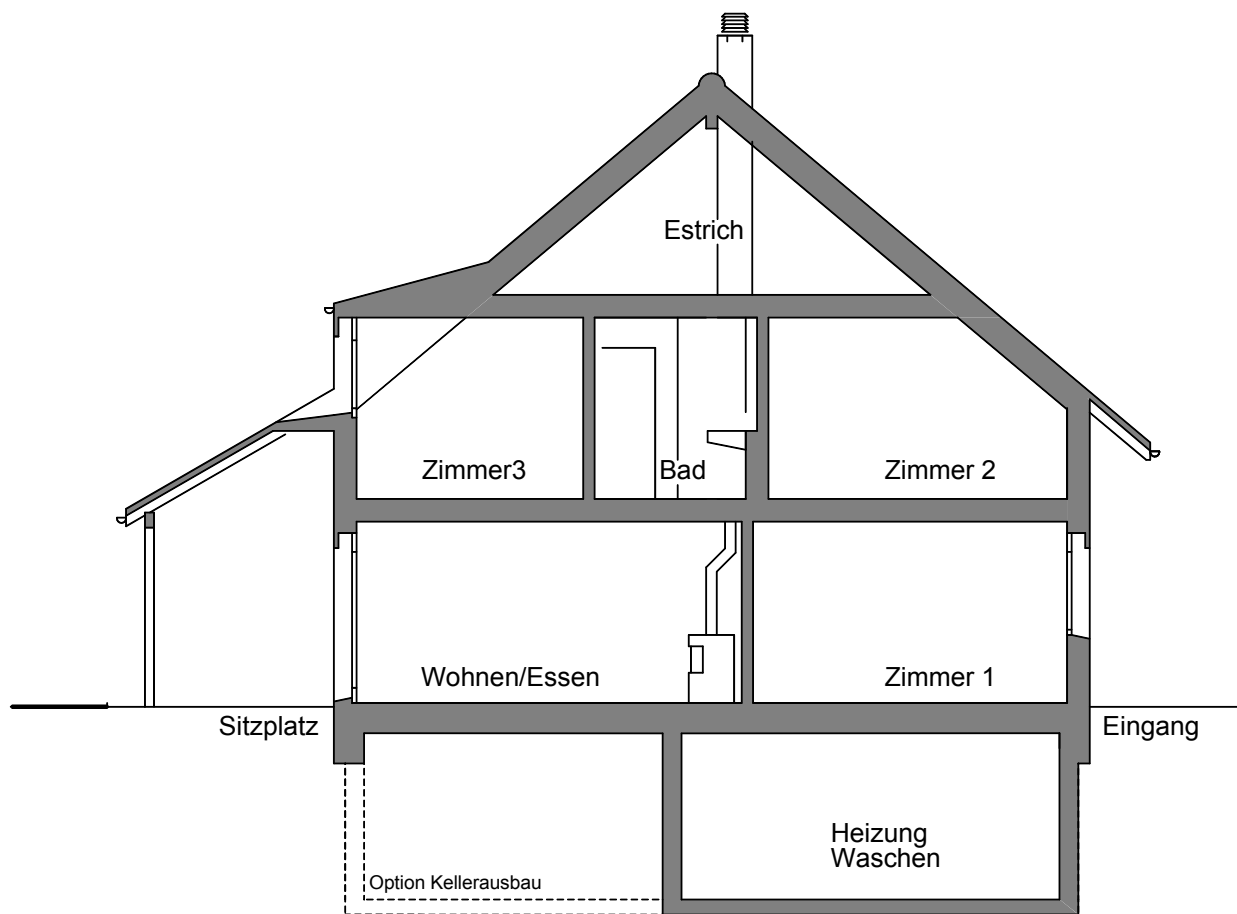 Estrich
Zimmer3
Bad
Zimmer 2
Wohnen/Essen
Zimmer 1
Sitzplatz
Eingang
Heizung
Waschen
Option Kellerausbau